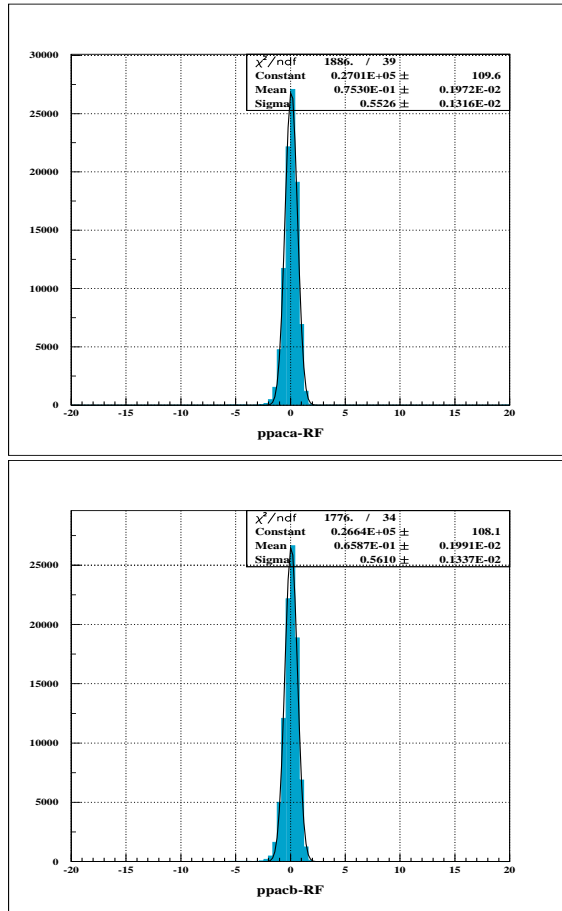 χ²/ndf 1886. / 39
Constant 0.2701E+05 ± 109.6
Mean 0.7530E-01 ± 0.1972E-02
Sigma 0.5526 ± 0.1316E-02
30000
25000
20000
15000
10000
5000
0
-20 -15 -10 -5 0 5 10 15 20
ppaca-RF
χ²/ndf 1776. / 34
Constant 0.2664E+05 ± 108.1
Mean 0.6587E-01 ± 0.1991E-02
Sigma 0.5610 ± 0.1337E-02
25000
20000
15000
10000
5000
0
-20 -15 -10 -5 0 5 10 15 20
ppacb-RF